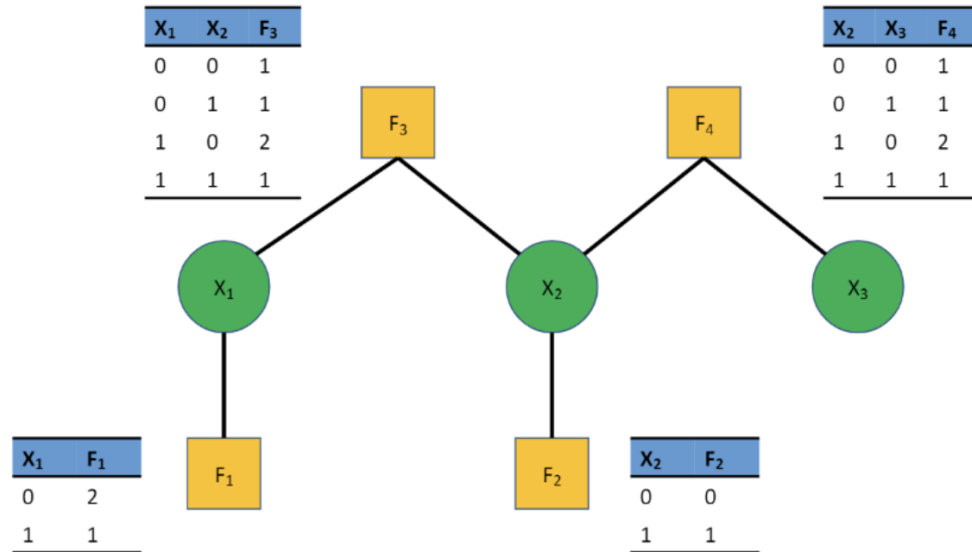 X₁ X₂ F₃
0 0 1
0 1 1
1 0 2
1 1 1
X₂ X₃ F₄
0 0 1
0 1 1
1 0 2
1 1 1
F₃
F₄
X₁
X₂
X₃
X₁ F₁
0 2
1 1
F₁
F₂
X₂ F₂
0 0
1 1